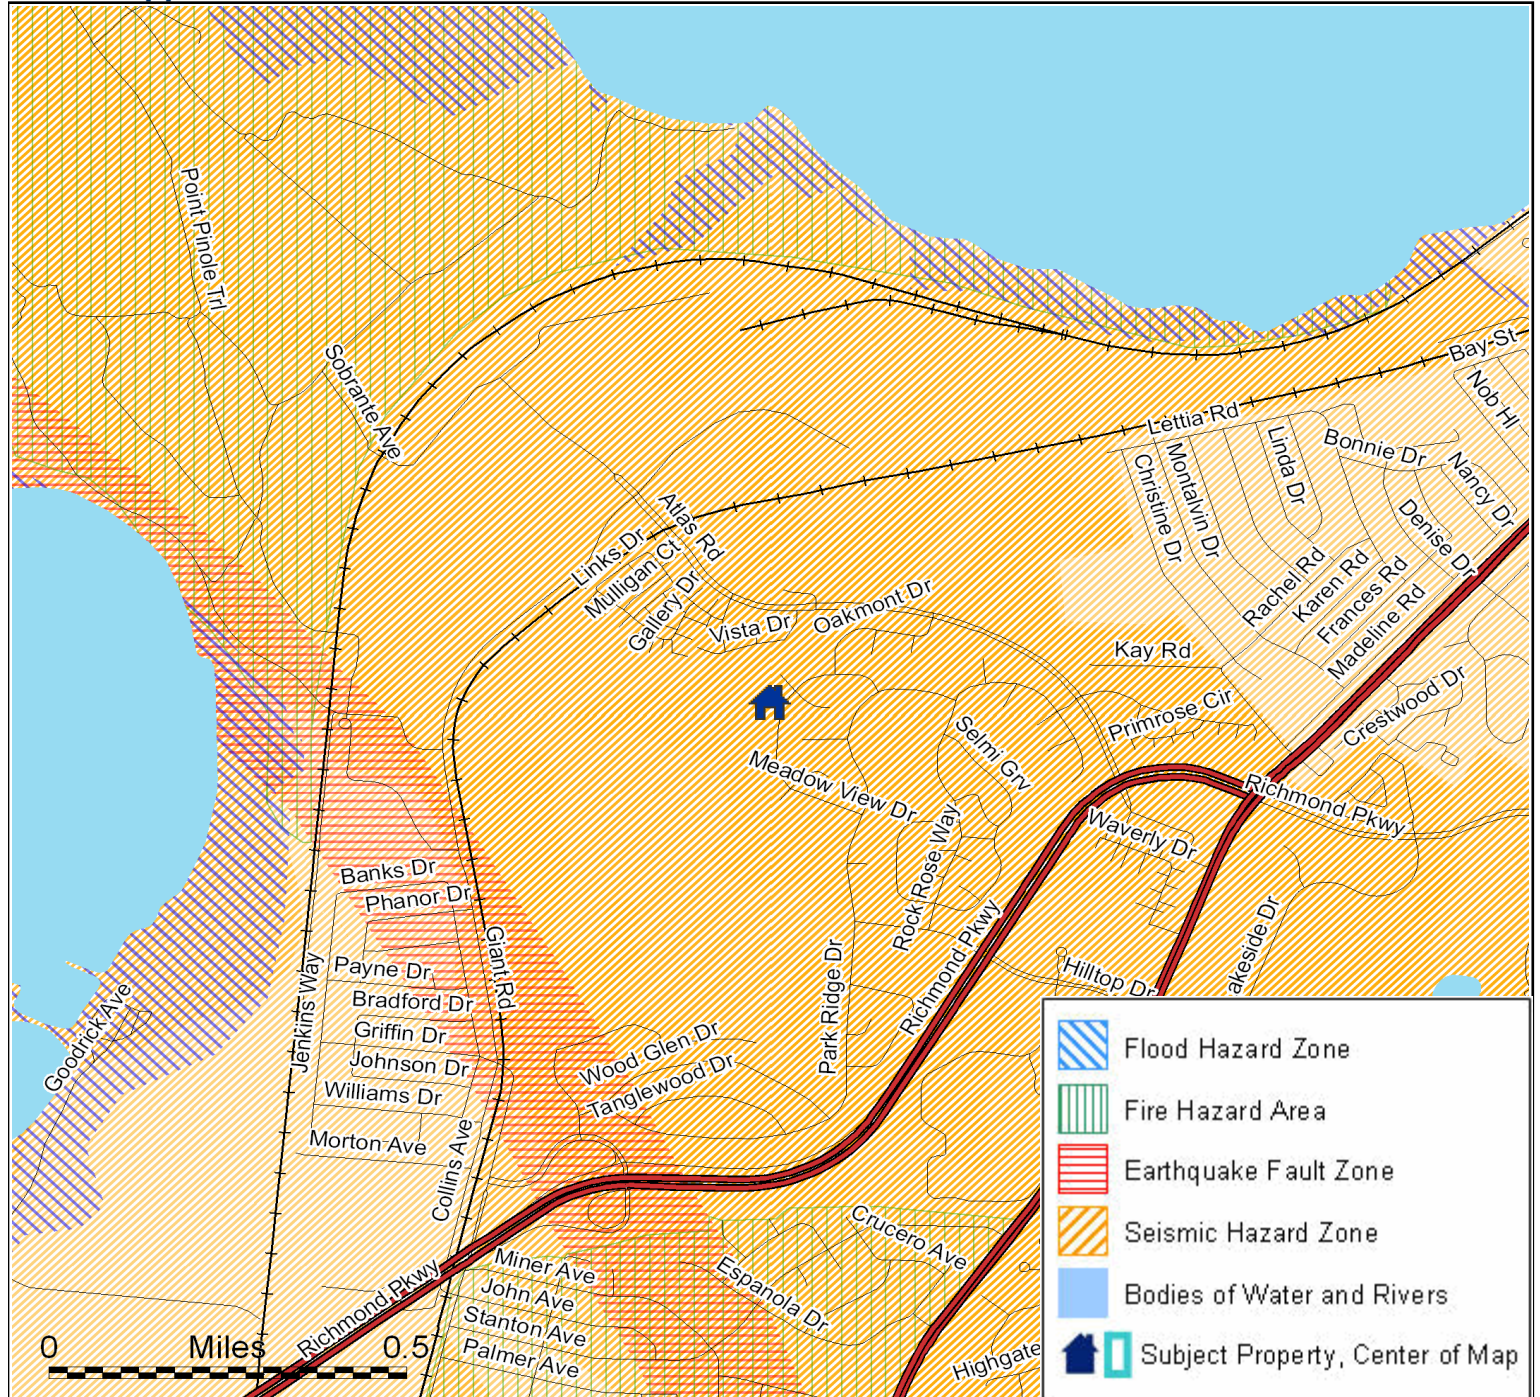 Point Pinole Trl
Sobrante Ave
Bay St
Nob Hl
Lettia Rd
Bonnie Dr
Linda Dr
Montalvin Dr
Christine Dr
Nancy Dr
Denise Dr
Atlas Rd
Links Dr
Mulligan Ct
Gallery Dr
Vista Dr
Oakmont Dr
Rachel Rd
Karen Rd
Frances Rd
Madeline Rd
Kay Rd
Primrose Cir
Crestwood Dr
Selmi Grv
Meadow View Dr
Richmond Pkwy
Waverly Dr
Rock Rose Way
Banks Dr
Phanor Dr
Giant Rd
Payne Dr
Bradford Dr
Griffin Dr
Johnson Dr
Williams Dr
Morton Ave
Jenkins Way
Goodrick Ave
Collins Ave
Park Ridge Dr
Richmond Pkwy
Hilltop Dr
akeside Dr
Wood Glen Dr
Tanglewood Dr
Crucero Ave
Espanola Dr
Miner Ave
John Ave
Stanton Ave
Palmer Ave
Richmond Pkwy
Highgate
0 Miles 0.5
Flood Hazard Zone
Fire Hazard Area
Earthquake Fault Zone
Seismic Hazard Zone
Bodies of Water and Rivers
Subject Property, Center of Map